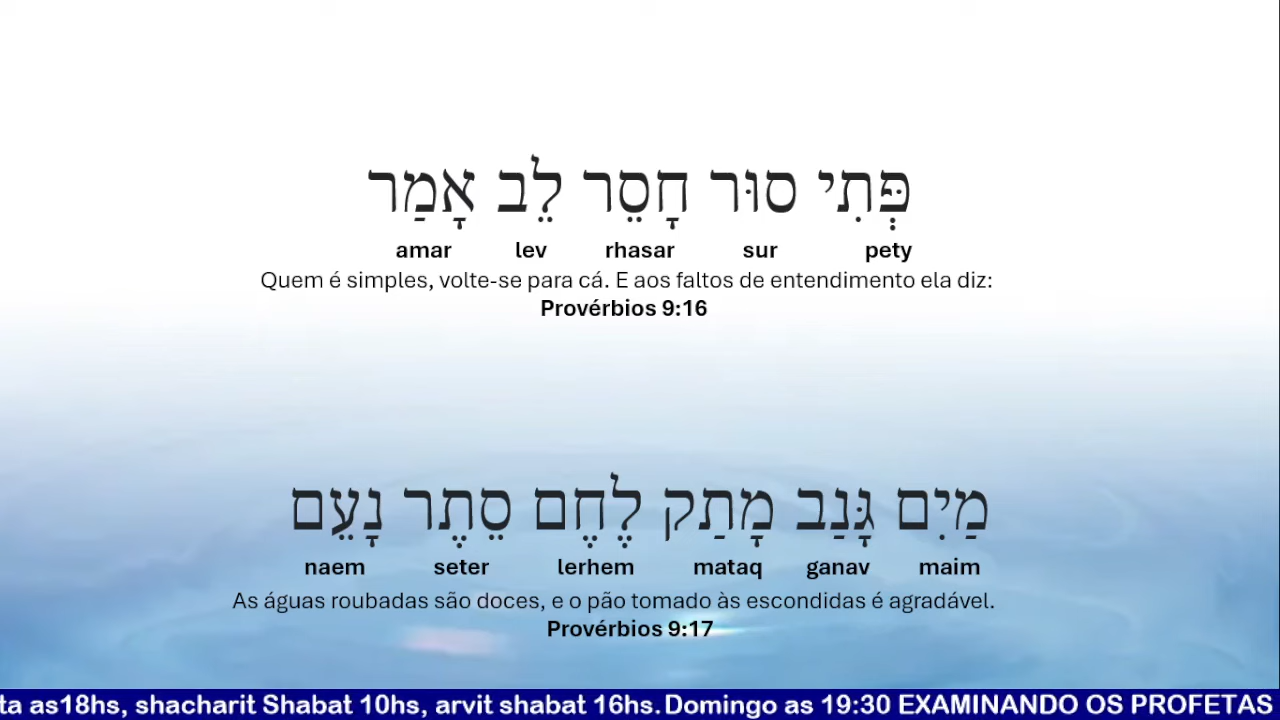 פְּתִי סוּר חָסֵר לֵב אָמַר
amar lev rhasar sur pety
Quem é simples, volte-se para cá. E aos faltos de entendimento ela diz:
Provérbios 9:16
מַיִם גָּנַב מָתַק לֶחֶם סֵתֶר נָעֵם
naem seter lerhem mataq ganav maim
As águas roubadas são doces, e o pão tomado às escondidas é agradável.
Provérbios 9:17
ta as18hs, shacharit Shabat 10hs, arvit shabat 16hs. Domingo as 19:30 EXAMINANDO OS PROFETAS